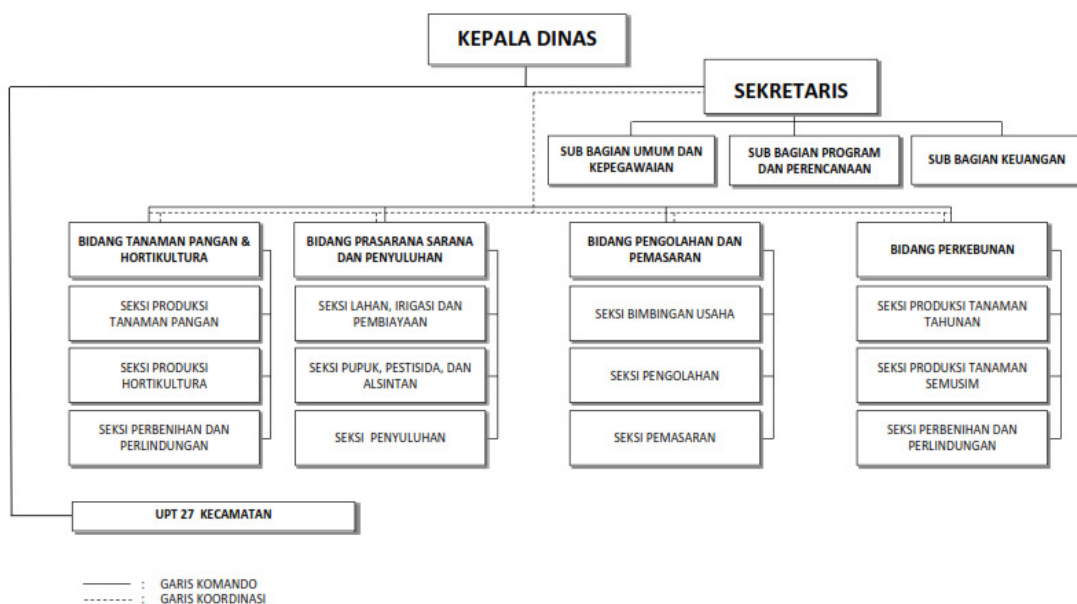 KEPALA DINAS
SEKRETARIS
SUB BAGIAN UMUM DAN
KEPEGAWAIAN
SUB BAGIAN PROGRAM
DAN PERENCANAAN
SUB BAGIAN KEUANGAN
BIDANG TANAMAN PANGAN &
HORTIKULTURA
SEKSI PRODUKSI
TANAMAN PANGAN
SEKSI PRODUKSI
HORTIKULTURA
SEKSI PERBENIHAN DAN
PERLINDUNGAN
BIDANG PRASARANA SARANA
DAN PENYULUHAN
SEKSI LAHAN, IRIGASI DAN
PEMBIAYAAN
SEKSI PUPUK, PESTISIDA, DAN
ALSINTAN
SEKSI  PENYULUHAN
BIDANG PENGOLAHAN DAN
PEMASARAN
SEKSI BIMBINGAN USAHA
SEKSI PENGOLAHAN
SEKSI PEMASARAN
BIDANG PERKEBUNAN
SEKSI PRODUKSI TANAMAN
TAHUNAN
SEKSI PRODUKSI TANAMAN
SEMUSIM
SEKSI PERBENIHAN DAN
PERLINDUNGAN
UPT 27  KECAMATAN
: GARIS KOMANDO
: GARIS KOORDINASI